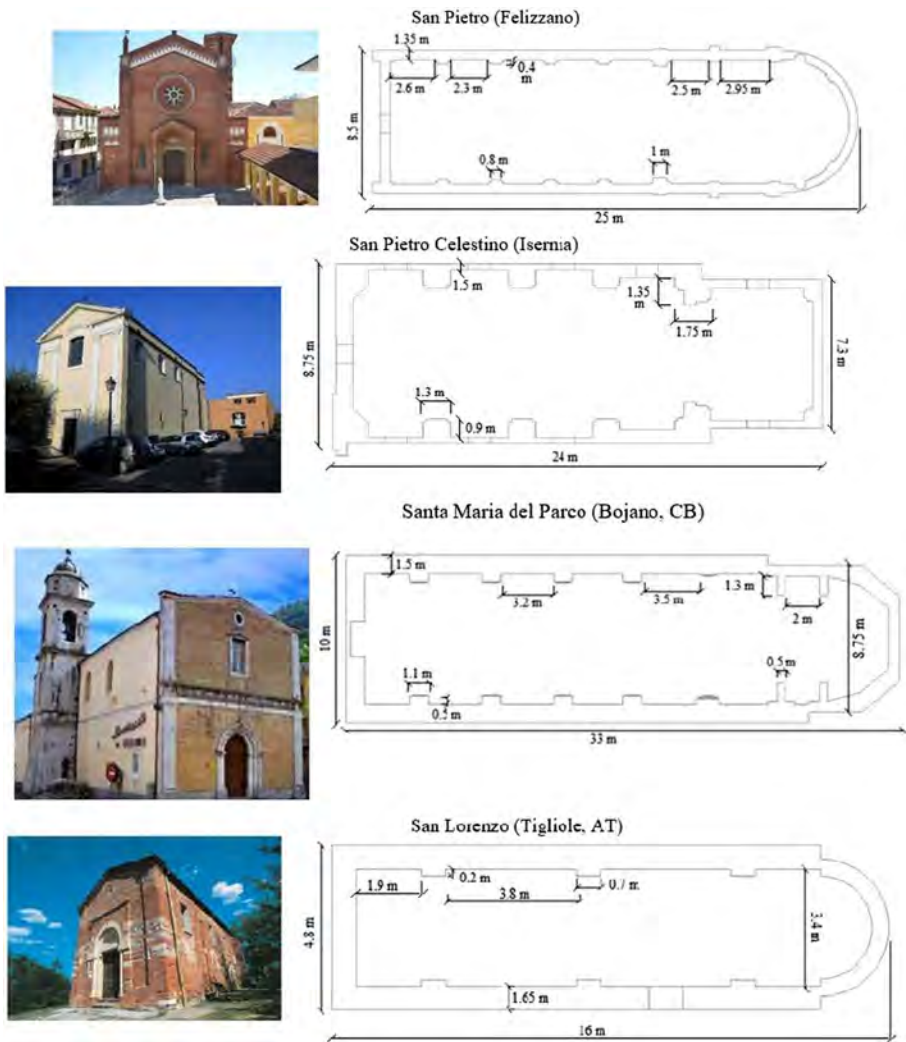 San Pietro (Felizzano)
1.35 m
0.4
m
2.6 m
2.3 m
2.5 m
2.95 m
8.5 m
0.8 m
1 m
25 m
San Pietro Celestino (Isernia)
1.5 m
1.35
m
1.75 m
8.75 m
7.3 m
1.3 m
0.9 m
24 m
Santa Maria del Parco (Bojano, CB)
1.5 m
3.2 m
3.5 m
1.3 m
2 m
10 m
8.75 m
1.1 m
0.5 m
0.5 m
33 m
San Lorenzo (Tigliole, AT)
1.9 m
0.2 m
3.8 m
0.7 m
4.8 m
3.4 m
1.65 m
16 m